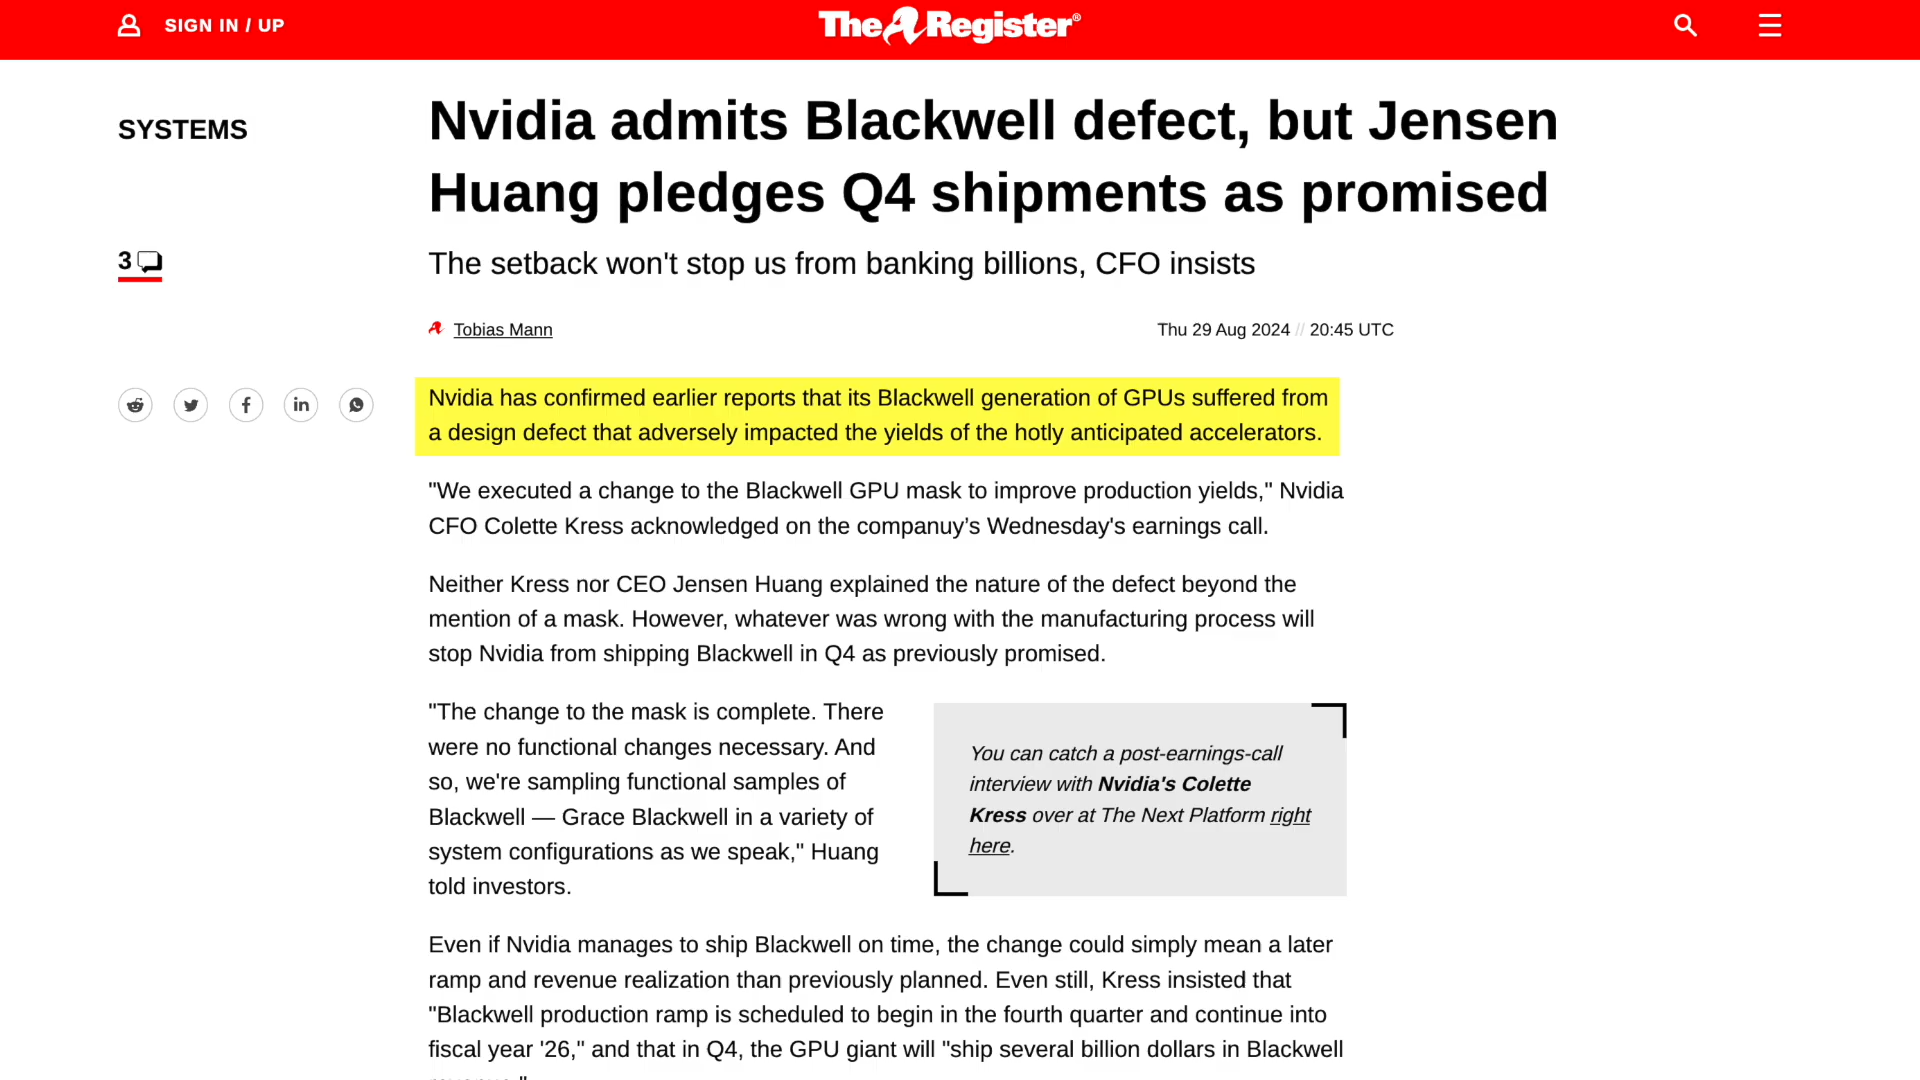 SIGN IN / UP
The Register®
SYSTEMS
Nvidia admits Blackwell defect, but Jensen
Huang pledges Q4 shipments as promised
3
The setback won't stop us from banking billions, CFO insists
Tobias Mann
Thu 29 Aug 2024 // 20:45 UTC
Nvidia has confirmed earlier reports that its Blackwell generation of GPUs suffered from
a design defect that adversely impacted the yields of the hotly anticipated accelerators.
"We executed a change to the Blackwell GPU mask to improve production yields," Nvidia
CFO Colette Kress acknowledged on the companuy’s Wednesday's earnings call.
Neither Kress nor CEO Jensen Huang explained the nature of the defect beyond the
mention of a mask. However, whatever was wrong with the manufacturing process will
stop Nvidia from shipping Blackwell in Q4 as previously promised.
"The change to the mask is complete. There
were no functional changes necessary. And
so, we're sampling functional samples of
Blackwell — Grace Blackwell in a variety of
system configurations as we speak," Huang
told investors.
You can catch a post-earnings-call
interview with Nvidia's Colette
Kress over at The Next Platform right
here.
Even if Nvidia manages to ship Blackwell on time, the change could simply mean a later
ramp and revenue realization than previously planned. Even still, Kress insisted that
"Blackwell production ramp is scheduled to begin in the fourth quarter and continue into
fiscal year '26," and that in Q4, the GPU giant will "ship several billion dollars in Blackwell